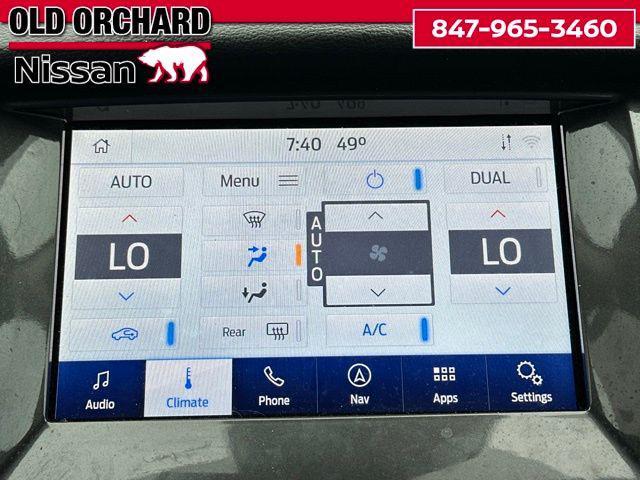 OLD ORCHARD
Nissan
847-965-3460
7:40 49º
AUTO
Menu
DUAL
LO
AUTO
LO
Rear
A/C
Audio
Climate
Phone
Nav
Apps
Settings